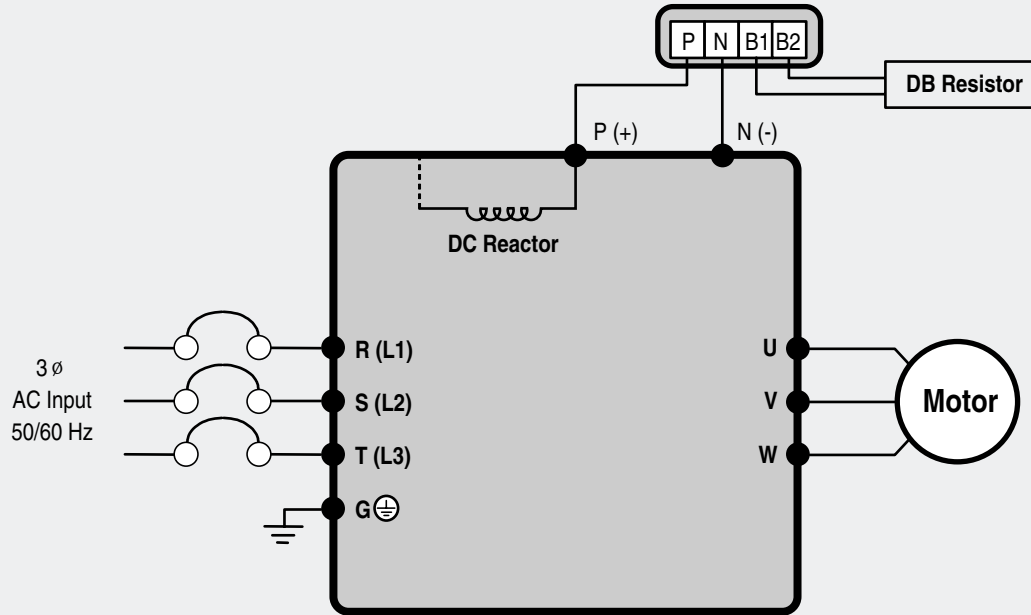 P N B1 B2
DB Resistor
P (+)
N (-)
DC Reactor
3 ø
AC Input
50/60 Hz
R (L1)
S (L2)
T (L3)
G
U
V
W
Motor